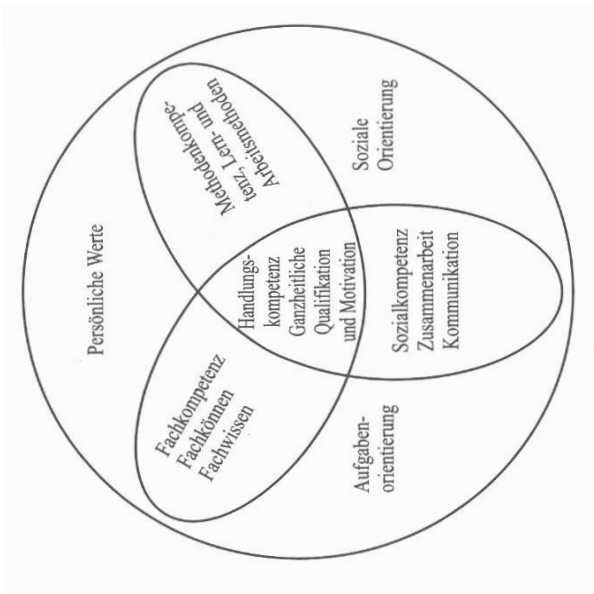 Persönliche Werte
Fachkompetenz
Fachkönnen
Fachwissen
Methodenkompe-
tenz, Lern- und
Arbeitsmethoden
Handlungs-
kompetenz
Ganzheitliche
Qualifikation
und Motivation
Aufgaben-
orientierung
Soziale
Orientierung
Sozialkompetenz
Zusammenarbeit
Kommunikation